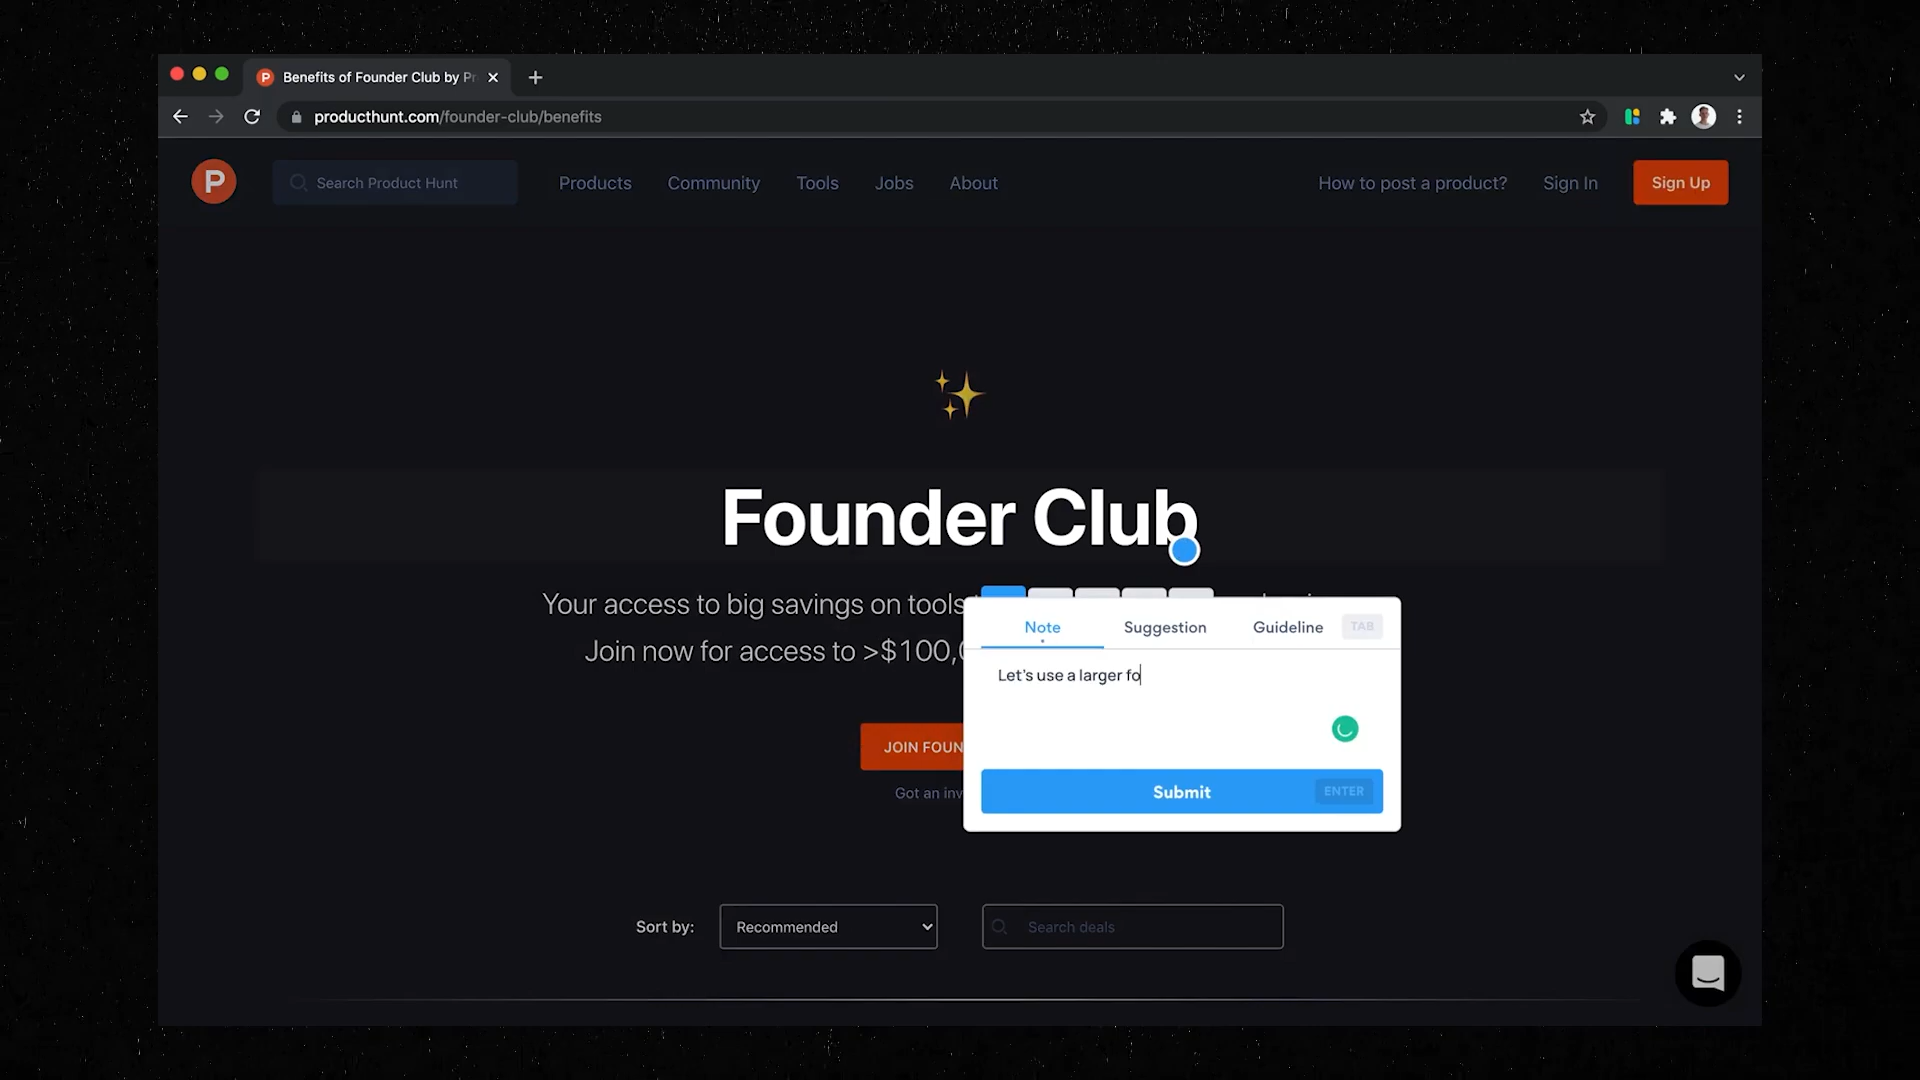 Benefits of Founder Club by Pr
producthunt.com/founder-club/benefits
P
Search Product Hunt
Products
Community
Tools
Jobs
About
How to post a product?
Sign In
Sign Up
Founder Club
Your access to big savings on tools
Join now for access to >$100,0
Note
Suggestion
Guideline
TAB
Let's use a larger fo
JOIN FOUN
Got an inv
Submit
ENTER
Sort by:
Recommended
Search deals